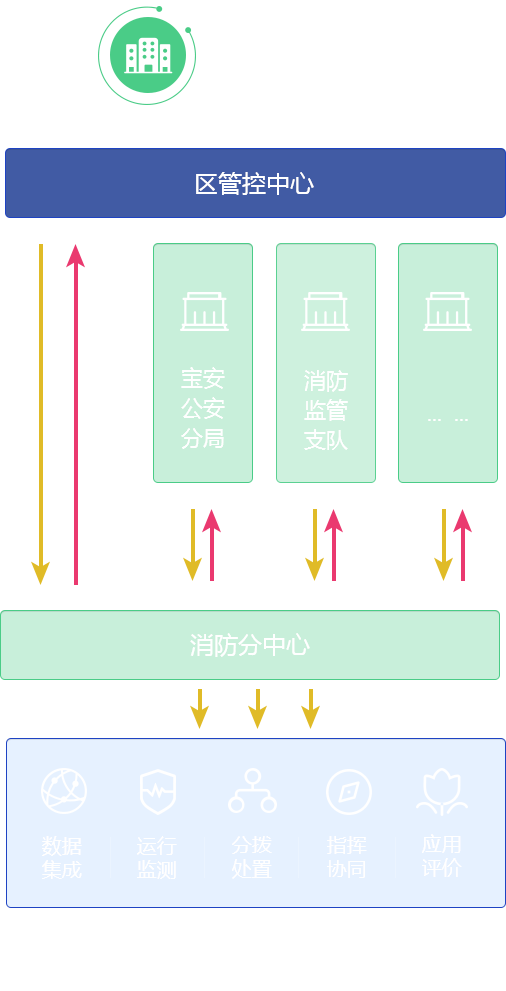 区管控中心
宝安
公安
分局
消防
监管
支队
... ...
消防分中心
数据
集成
运行
监测
分拨
处置
指挥
协同
应用
评价